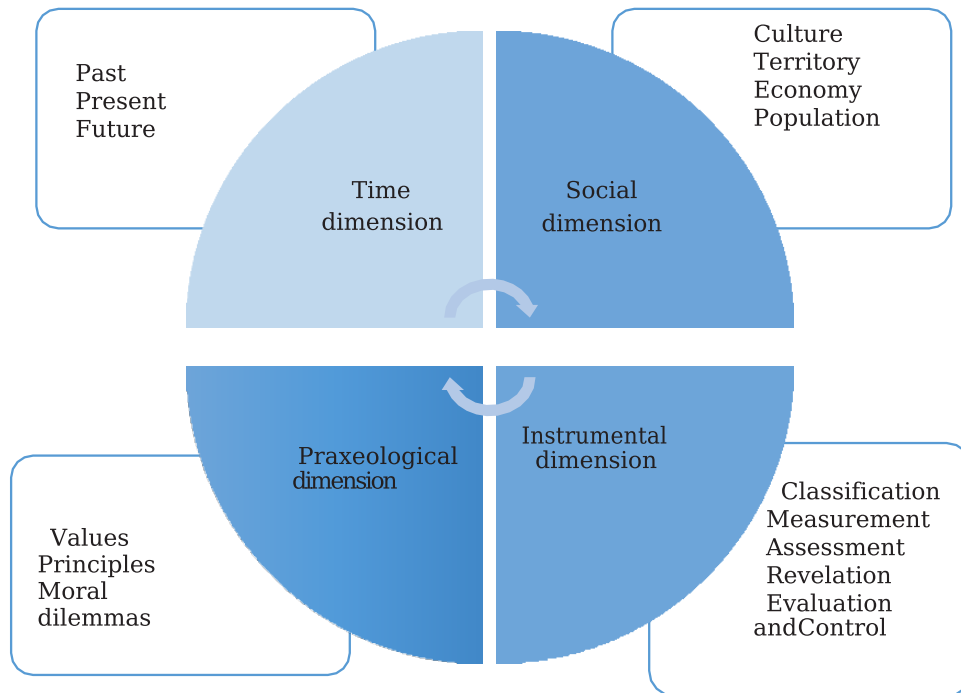 Past
Present
Future
Culture
Territory
Economy
Population
Time
dimension
Social
dimension
Praxeological
dimension
Instrumental
dimension
Values
Principles
Moral
dilemmas
Classification
Measurement
Assessment
Revelation
Evaluation
andControl